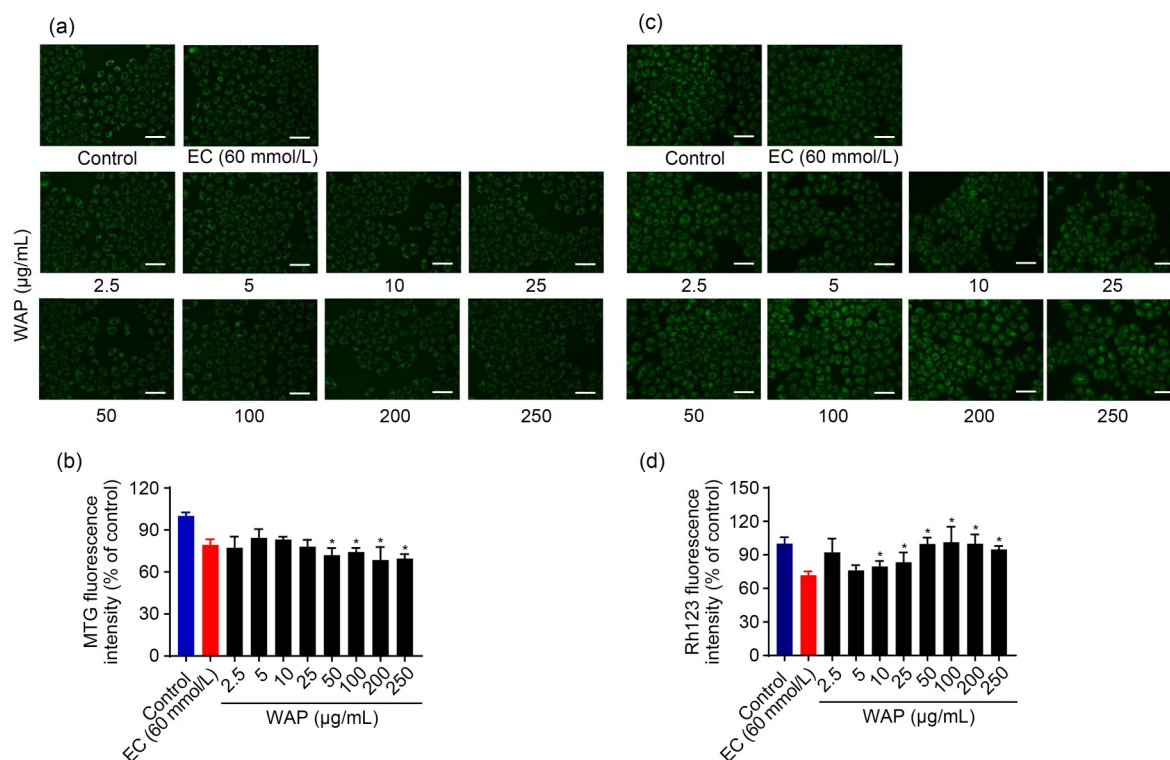 (a)
Control
EC (60 mmol/L)
WAP (µg/mL)
2.5
5
10
25
50
100
200
250
(c)
Control
EC (60 mmol/L)
2.5
5
10
25
50
100
200
250
(b)
MTG fluorescence
intensity (% of control)
120
90
60
30
0
*
*
*
*
Control
EC (60 mmol/L)
2.5
5
10
25
50
100
200
250
WAP (µg/mL)
(d)
Rh123 fluorescence
intensity (% of control)
150
120
90
60
30
0
*
*
*
*
*
*
Control
EC (60 mmol/L)
2.5
5
10
25
50
100
200
250
WAP (µg/mL)